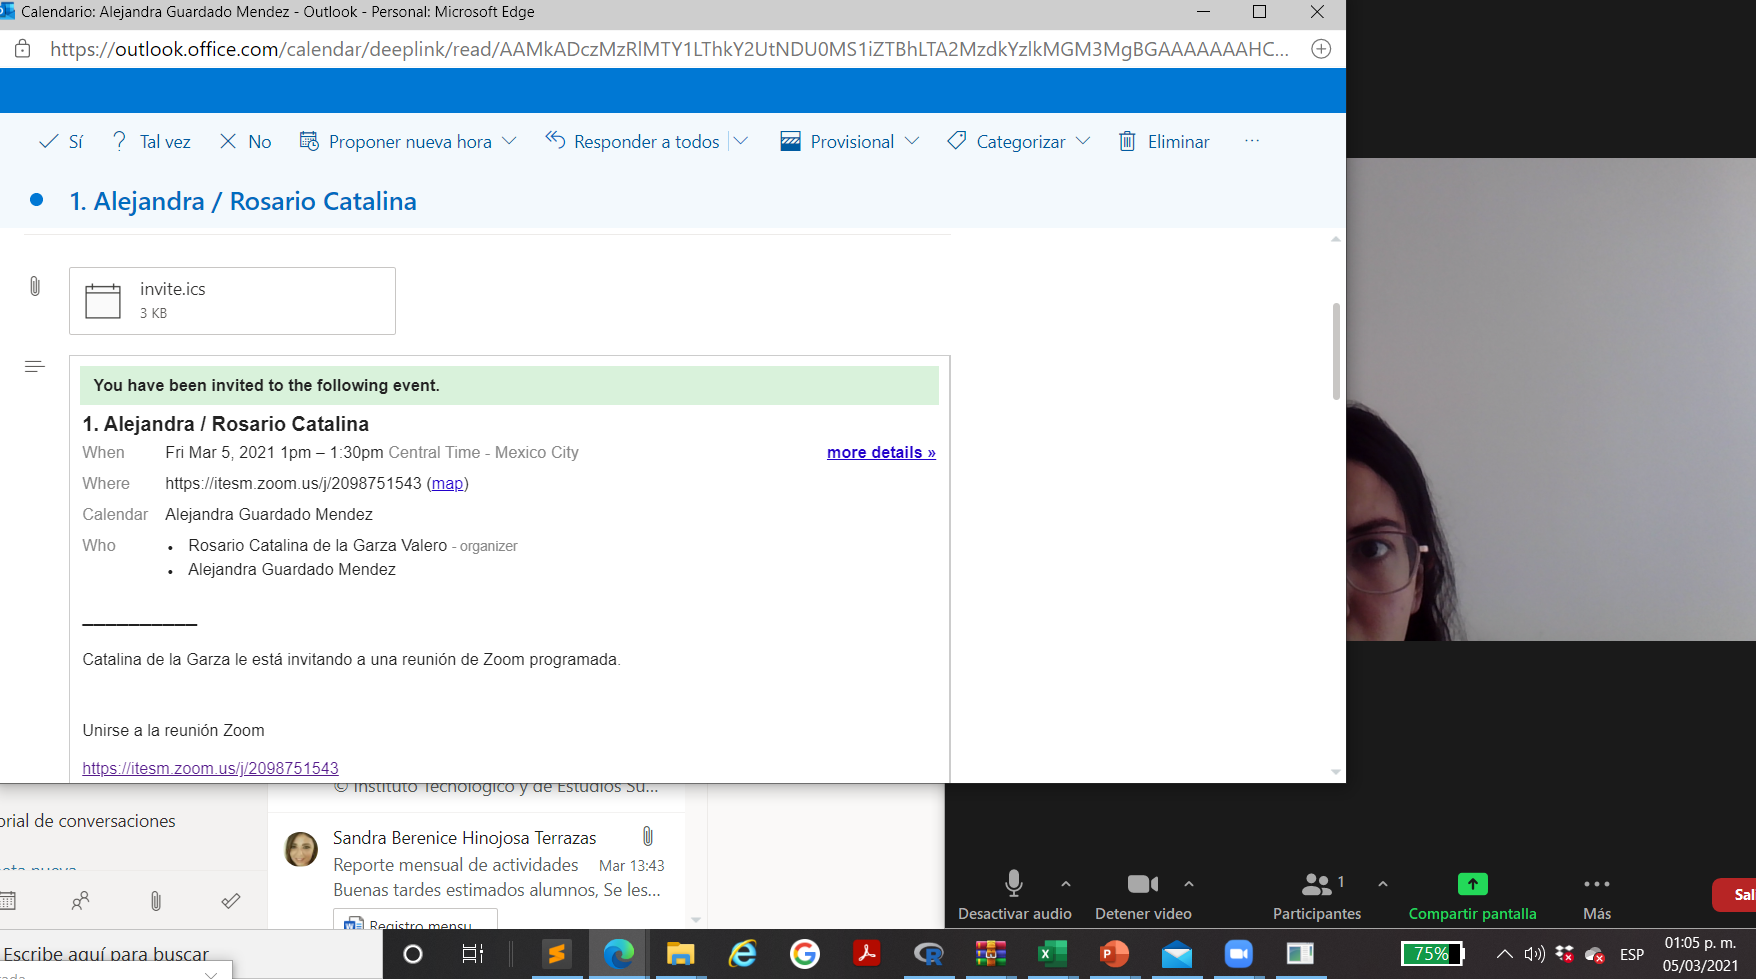 Calendario: Alejandra Guardado Mendez - Outlook - Personal: Microsoft Edge
https://outlook.office.com/calendar/deeplink/read/AAMkADczMzRlMTY1LThkY2UtNDU0MS1iZTBhLTA2MzdkYzlkMGM3MgBGAAAAAAAHC...
Sí
? Tal vez
No
Proponer nueva hora
Responder a todos
Provisional
Categorizar
Eliminar
...
1. Alejandra / Rosario Catalina
invite.ics
3 KB
You have been invited to the following event.
1. Alejandra / Rosario Catalina
When Fri Mar 5, 2021 1pm – 1:30pm Central Time - Mexico City more details »
Where https://itesm.zoom.us/j/2098751543 (map)
Calendar Alejandra Guardado Mendez
Who • Rosario Catalina de la Garza Valero - organizer
• Alejandra Guardado Mendez
___________
Catalina de la Garza le está invitando a una reunión de Zoom programada.
Unirse a la reunión Zoom
https://itesm.zoom.us/j/2098751543
© Instituto Tecnológico y de Estudios Su...
orial de conversaciones
Sandra Berenice Hinojosa Terrazas
Reporte mensual de actividades Mar 13:43
Buenas tardes estimados alumnos, Se les...
Registro mensu
Desactivar audio
Detener video
1
Participantes
Compartir pantalla
Más
Sal
Escribe aquí para buscar
75%
ESP
01:05 p. m.
05/03/2021